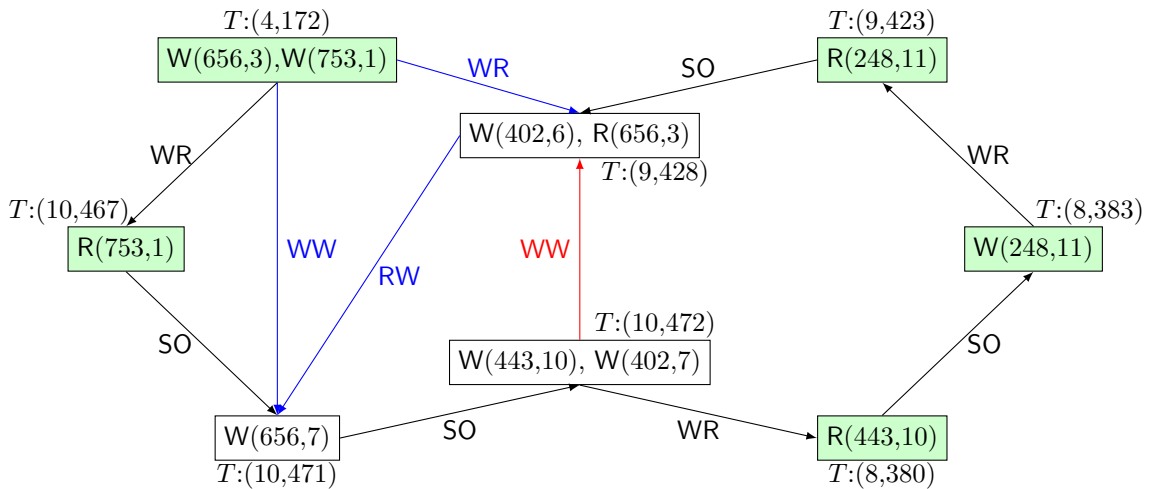 T:(4,172)
W(656,3),W(753,1)
T:(9,423)
R(248,11)
WR
SO
W(402,6), R(656,3)
T:(9,428)
WR
WR
T:(10,467)
R(753,1)
T:(8,383)
W(248,11)
WW
RW
WW
SO
T:(10,472)
W(443,10), W(402,7)
SO
W(656,7)
T:(10,471)
SO
WR
R(443,10)
T:(8,380)